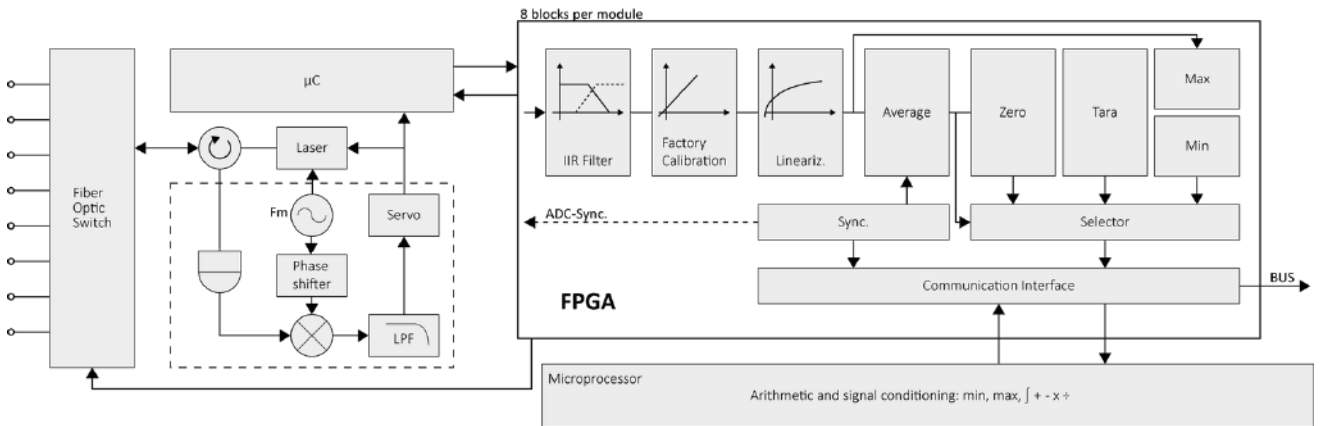 8 blocks per module
Fiber
Optic
Switch
µC
Laser
Fm
Servo
Phase
shifter
LPF
IIR Filter
Factory
Calibration
Lineariz.
Average
Zero
Tara
Max
Min
ADC-Sync.
Sync.
Selector
Communication Interface
BUS
FPGA
Microprocessor
Arithmetic and signal conditioning: min, max, ∫ + - x ÷